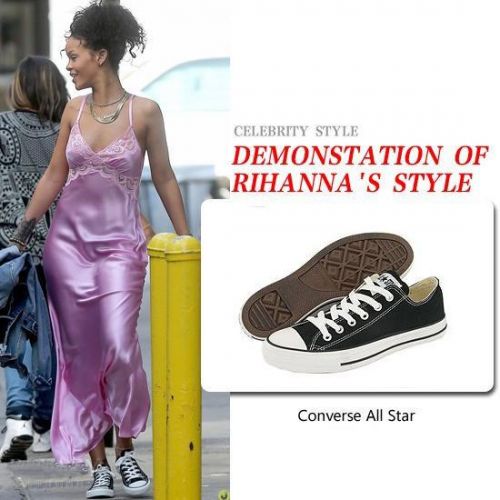 CELEBRITY STYLE
DEMONSTATION OF
RIHANNA'S STYLE
Converse All Star